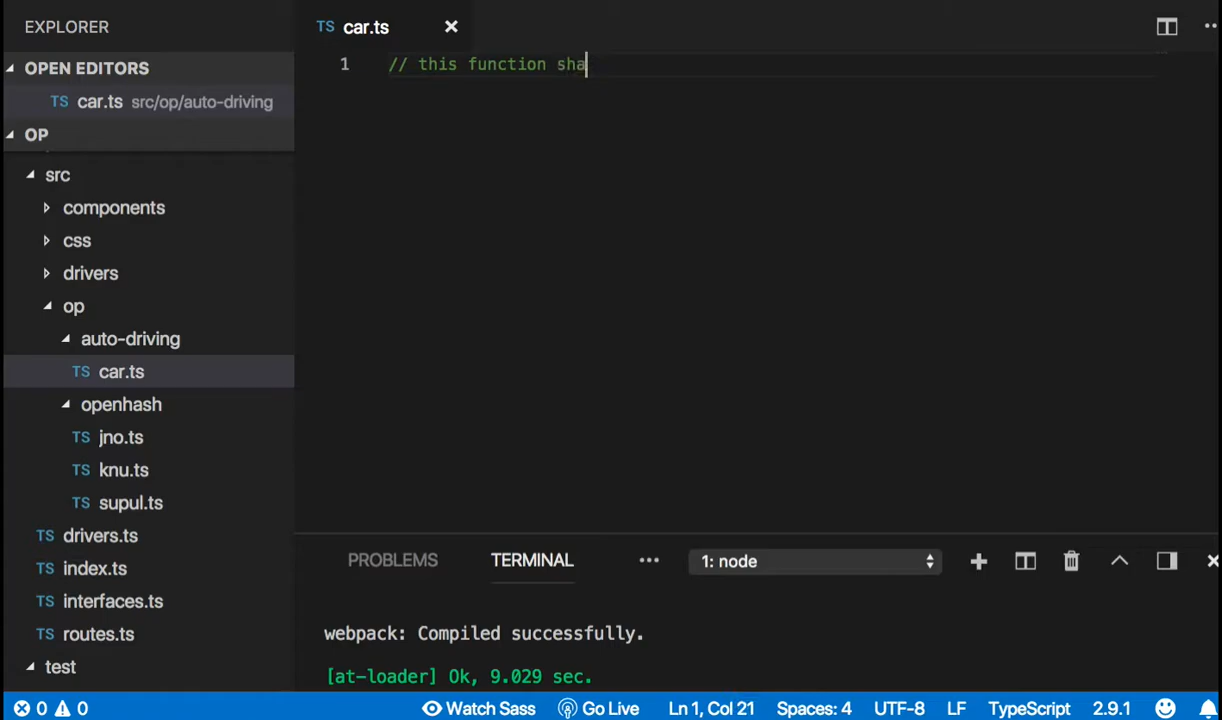 EXPLORER
TS car.ts
OPEN EDITORS
TS car.ts src/op/auto-driving
OP
src
components
css
drivers
op
auto-driving
TS car.ts
openhash
TS jno.ts
TS knu.ts
TS supul.ts
TS drivers.ts
TS index.ts
TS interfaces.ts
TS routes.ts
test
1 // this function sha
PROBLEMS TERMINAL ••• 1: node
webpack: Compiled successfully.
[at-loader] Ok, 9.029 sec.
0 0 Watch Sass Go Live Ln 1, Col 21 Spaces: 4 UTF-8 LF TypeScript 2.9.1